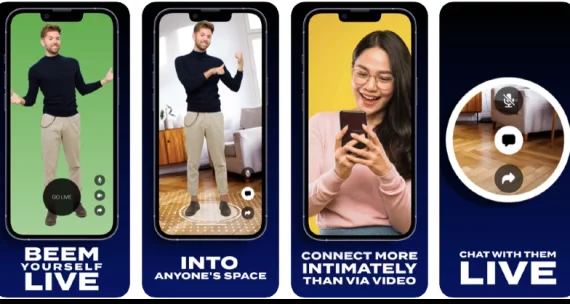 GO LIVE
BEEM
YOURSELF
LIVE
INTO
ANYONE'S SPACE
CONNECT MORE
INTIMATELY
THAN VIA VIDEO
CHAT WITH THEM
LIVE